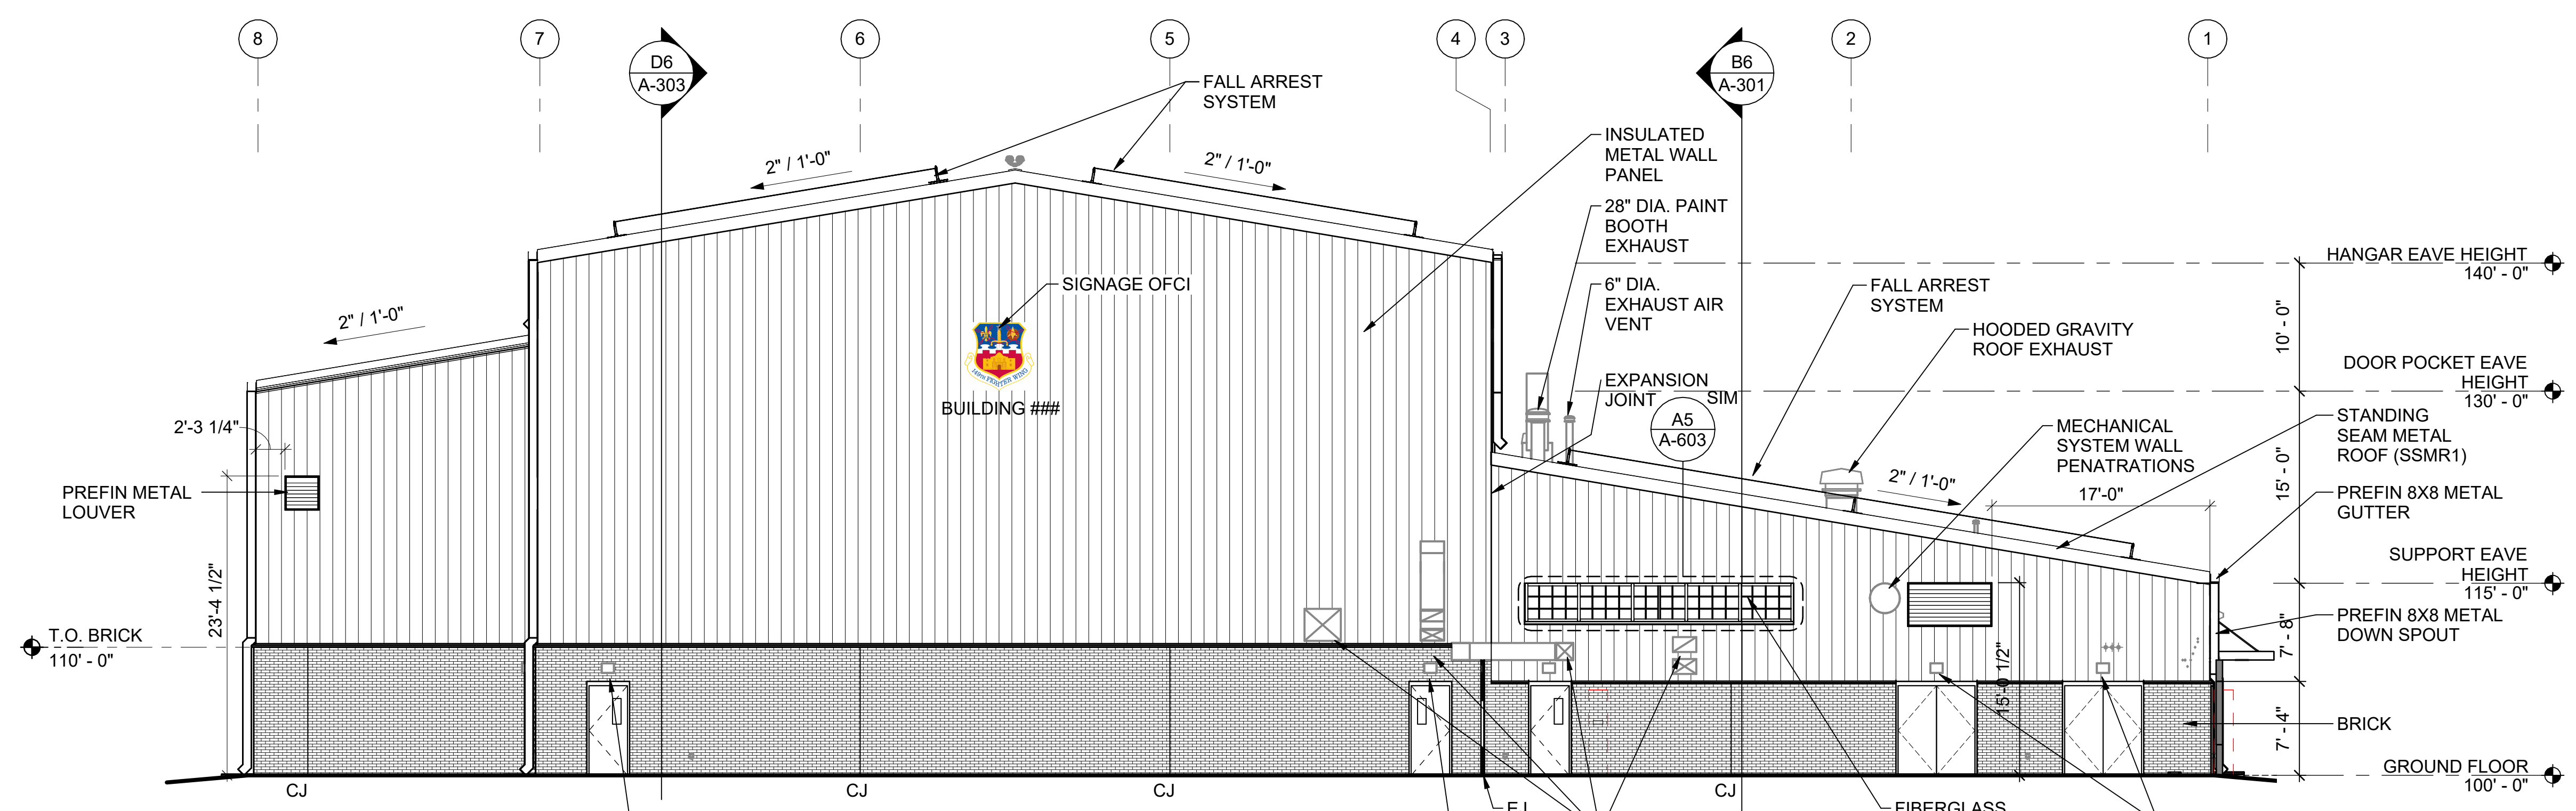 8
7
6
5
4
3
2
1
D6
A-303
B6
A-301
FALL ARREST
SYSTEM
2" / 1'-0"
2" / 1'-0"
INSULATED
METAL WALL
PANEL
28" DIA. PAINT
BOOTH
EXHAUST
6" DIA.
EXHAUST AIR
VENT
EXPANSION
JOINT
SIM
A5
A-603
SIGNAGE OFCI
149TH FIGHTER WING
BUILDING ###
2" / 1'-0"
2'-3 1/4"
PREFIN METAL
LOUVER
23'-4 1/2"
T.O. BRICK
110' - 0"
FALL ARREST
SYSTEM
HOODED GRAVITY
ROOF EXHAUST
MECHANICAL
SYSTEM WALL
PENATRATIONS
2" / 1'-0"
17'-0"
15'-0 1/2"
HANGAR EAVE HEIGHT
140' - 0"
10' - 0"
DOOR POCKET EAVE
HEIGHT
130' - 0"
15' - 0"
STANDING
SEAM METAL
ROOF (SSMR1)
PREFIN 8X8 METAL
GUTTER
SUPPORT EAVE
HEIGHT
115' - 0"
PREFIN 8X8 METAL
DOWN SPOUT
7' - 8"
BRICK
7' - 4"
GROUND FLOOR
100' - 0"
CJ
CJ
CJ
E.J.
CJ
FIBERGLASS